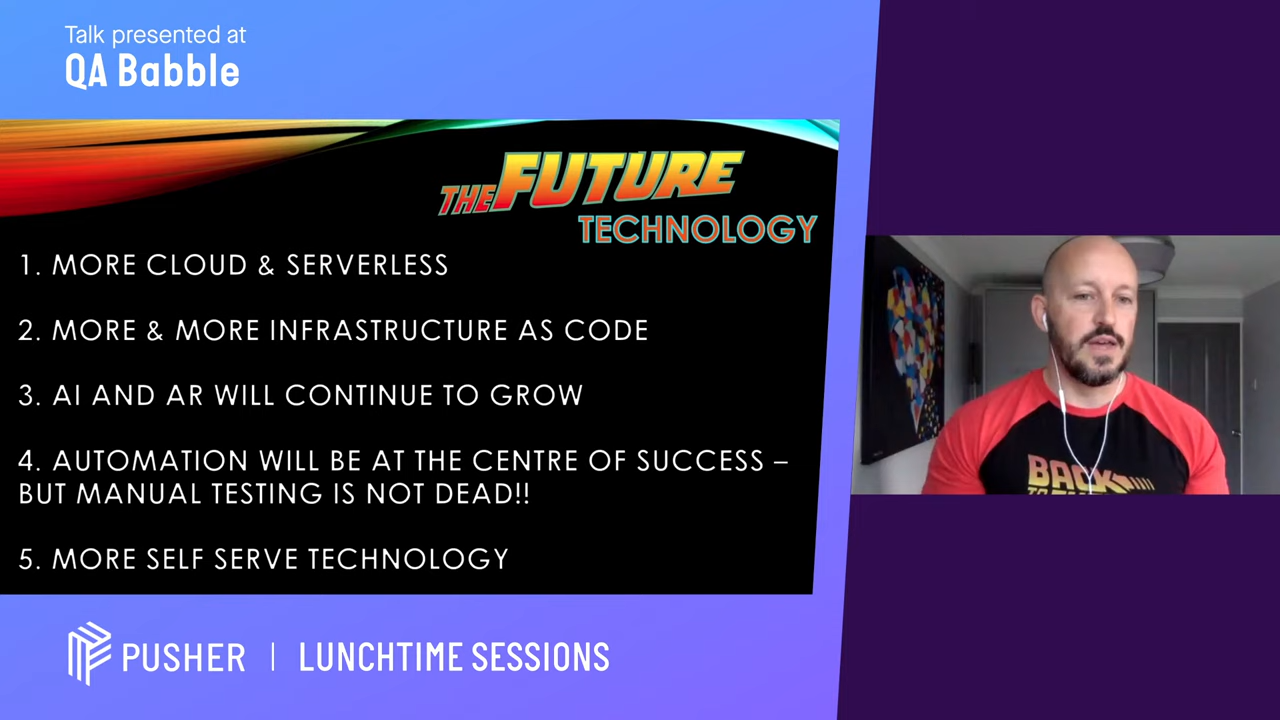 Talk presented at
QA Babble
THE FUTURE
TECHNOLOGY
1. MORE CLOUD & SERVERLESS
2. MORE & MORE INFRASTRUCTURE AS CODE
3. AI AND AR WILL CONTINUE TO GROW
4. AUTOMATION WILL BE AT THE CENTRE OF SUCCESS –
BUT MANUAL TESTING IS NOT DEAD!!
5. MORE SELF SERVE TECHNOLOGY
BACK
PUSHER | LUNCHTIME SESSIONS